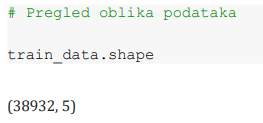 # Pregled oblika podataka
train_data.shape
(38932, 5)